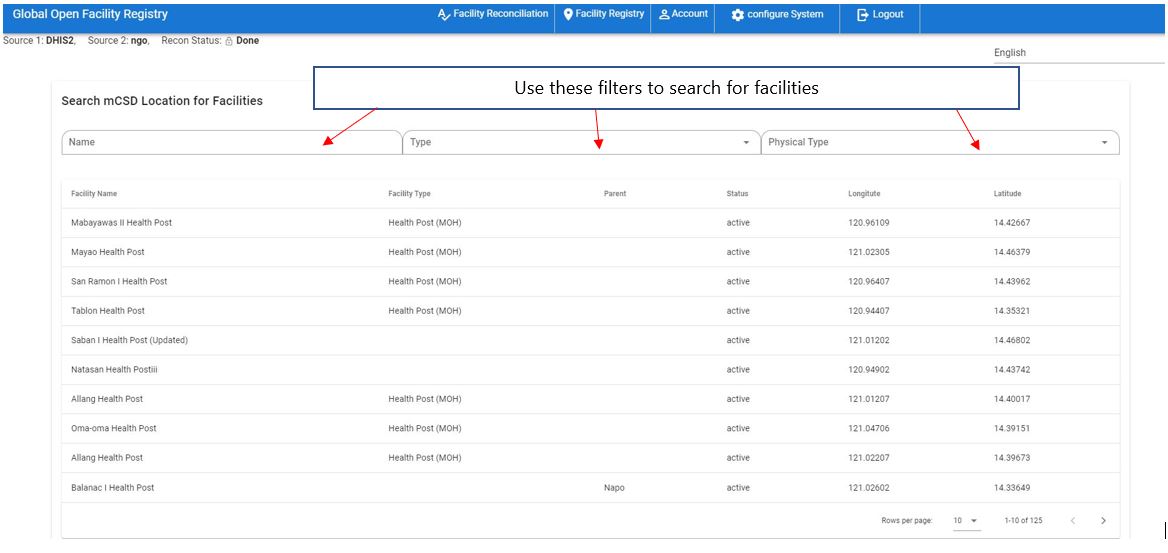 Global Open Facility Registry Facility Reconciliation Facility Registry Account configure System Logout
Source 1: DHIS2, Source 2: ngo, Recon Status: Done
English
Use these filters to search for facilities
Search mCSD Location for Facilities
Name Type Physical Type
Facility Name Facility Type Parent Status Longitute Latitude
Mabayawas II Health Post Health Post (MOH) active 120.96109 14.42667
Mayao Health Post Health Post (MOH) active 121.02305 14.46379
San Ramon I Health Post Health Post (MOH) active 120.96407 14.43962
Tablon Health Post Health Post (MOH) active 120.94407 14.35321
Saban I Health Post (Updated) active 121.01202 14.46802
Natasan Health Postiii active 120.94902 14.43742
Allang Health Post Health Post (MOH) active 121.01207 14.40017
Oma-oma Health Post Health Post (MOH) active 121.04706 14.39151
Allang Health Post Health Post (MOH) active 121.02207 14.39673
Balanac I Health Post Napo active 121.02602 14.33649
Rows per page: 10 1-10 of 125